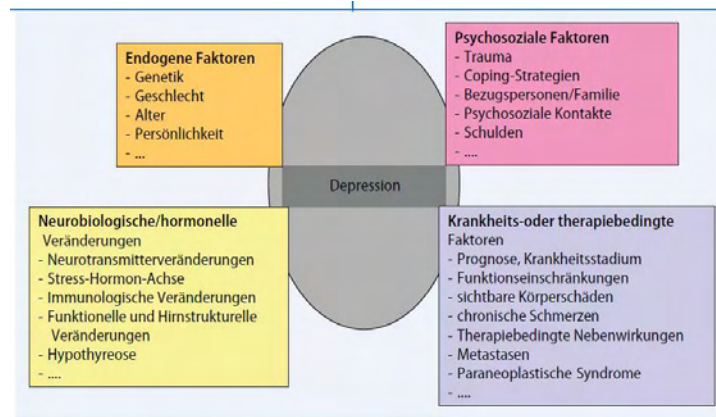 Endogene Faktoren
- Genetik
- Geschlecht
- Alter
- Persönlichkeit
- ...
Psychosoziale Faktoren
- Trauma
- Coping-Strategien
- Bezugspersonen/Familie
- Psychosoziale Kontakte
- Schulden
- ....
Depression
Neurobiologische/hormonelle
Veränderungen
- Neurotransmitterveränderungen
- Stress-Hormon-Achse
- Immunologische Veränderungen
- Funktionelle und Hirnstrukturelle
Veränderungen
- Hypothyreose
- ....
Krankheits-oder therapiebedingte
Faktoren
- Prognose, Krankheitsstadium
- Funktionseinschränkungen
- sichtbare Körperschäden
- chronische Schmerzen
- Therapiebedingte Nebenwirkungen
- Metastasen
- Paraneoplastische Syndrome
- ....